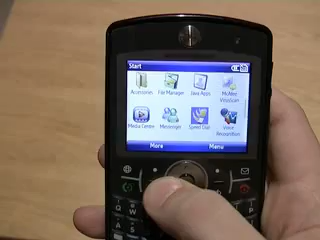 Start
Accessories File Manager Java Apps McAfee
VirusScan
Media Center Messenger Speed Dial Voice
Recognition
More Menu
Q W
A S